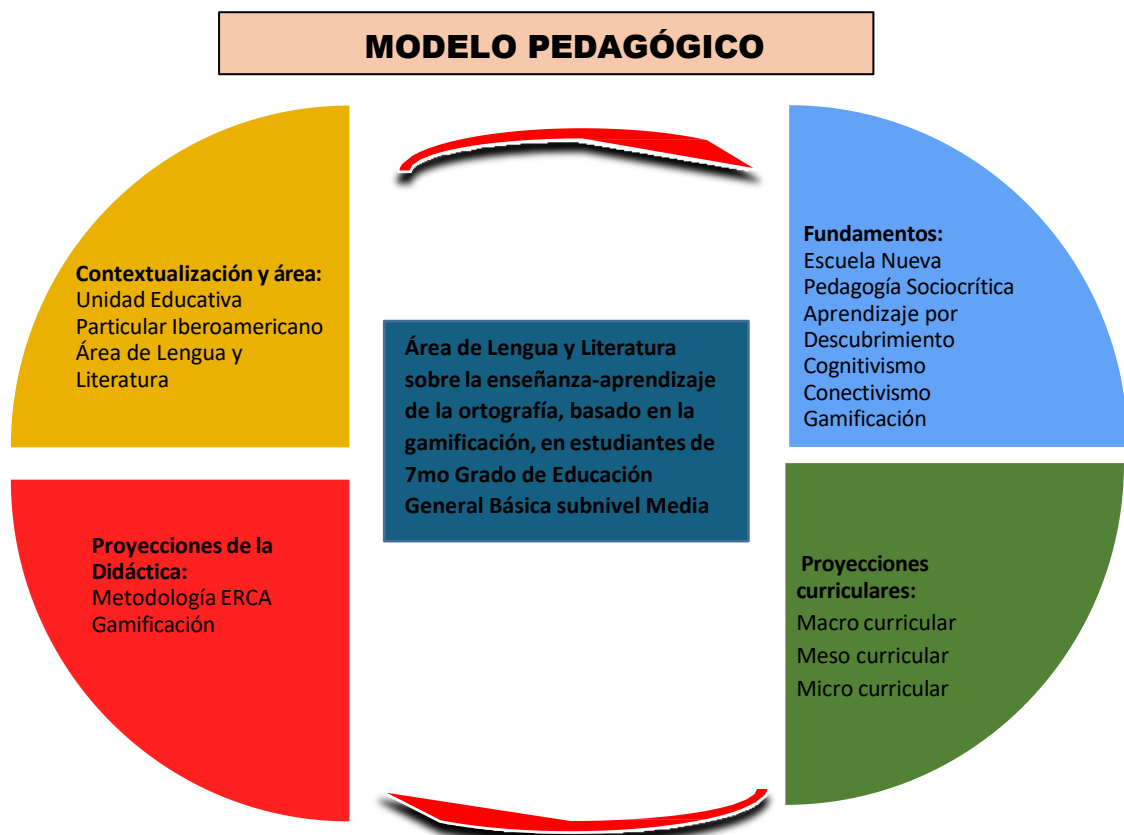 MODELO PEDAGÓGICO
Contextualización y área:
Unidad Educativa
Particular Iberoamericano
Área de Lengua y
Literatura
Fundamentos:
Escuela Nueva
Pedagogía Sociocrítica
Aprendizaje por
Descubrimiento
Cognitivismo
Conectivismo
Gamificación
Área de Lengua y Literatura
sobre la enseñanza-aprendizaje
de la ortografía, basado en la
gamificación, en estudiantes de
7mo Grado de Educación
General Básica subnivel Media
Proyecciones de la
Didáctica:
Metodología ERCA
Gamificación
Proyecciones
curriculares:
Macro curricular
Meso curricular
Micro curricular